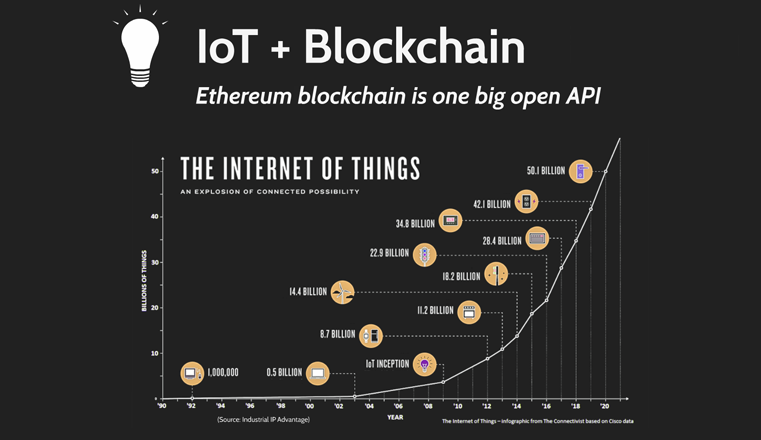 IoT + Blockchain
Ethereum blockchain is one big open API
THE INTERNET OF THINGS
AN EXPLOSION OF CONNECTED POSSIBILITY
50.1 BILLION
42.1 BILLION
34.8 BILLION
28.4 BILLION
22.9 BILLION
18.2 BILLION
14.4 BILLION
11.2 BILLION
8.7 BILLION
IoT INCEPTION
1,000,000
0.5 BILLION
BILLIONS OF THINGS
50
40
30
20
10
'90 '92 '94 '96 '98 '00 '02 '04 '06 '08 '10 '12 '13 '14 '15 '16 '17 '18 '20
YEAR
(Source: Industrial IP Advantage)
The Internet of Things – infographic from The Connectivist based on Cisco data